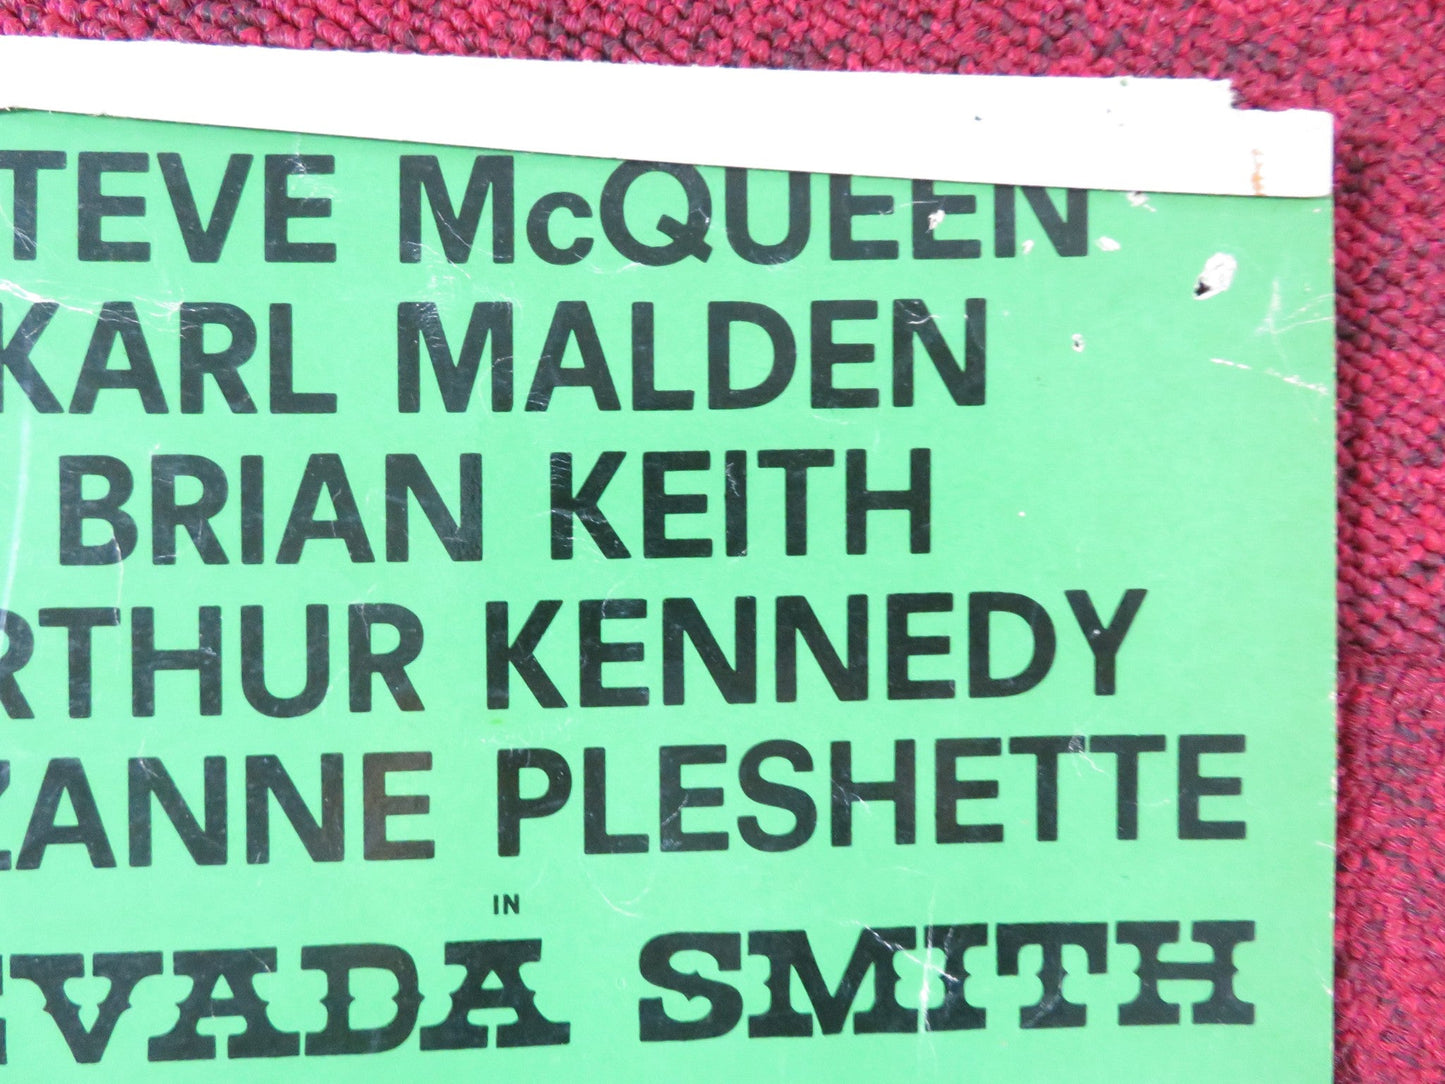 TEVE McQUEEN
KARL MALDEN
BRIAN KEITH
RTHUR KENNEDY
ZANNE PLESHETTE
IN
EVADA SMITH